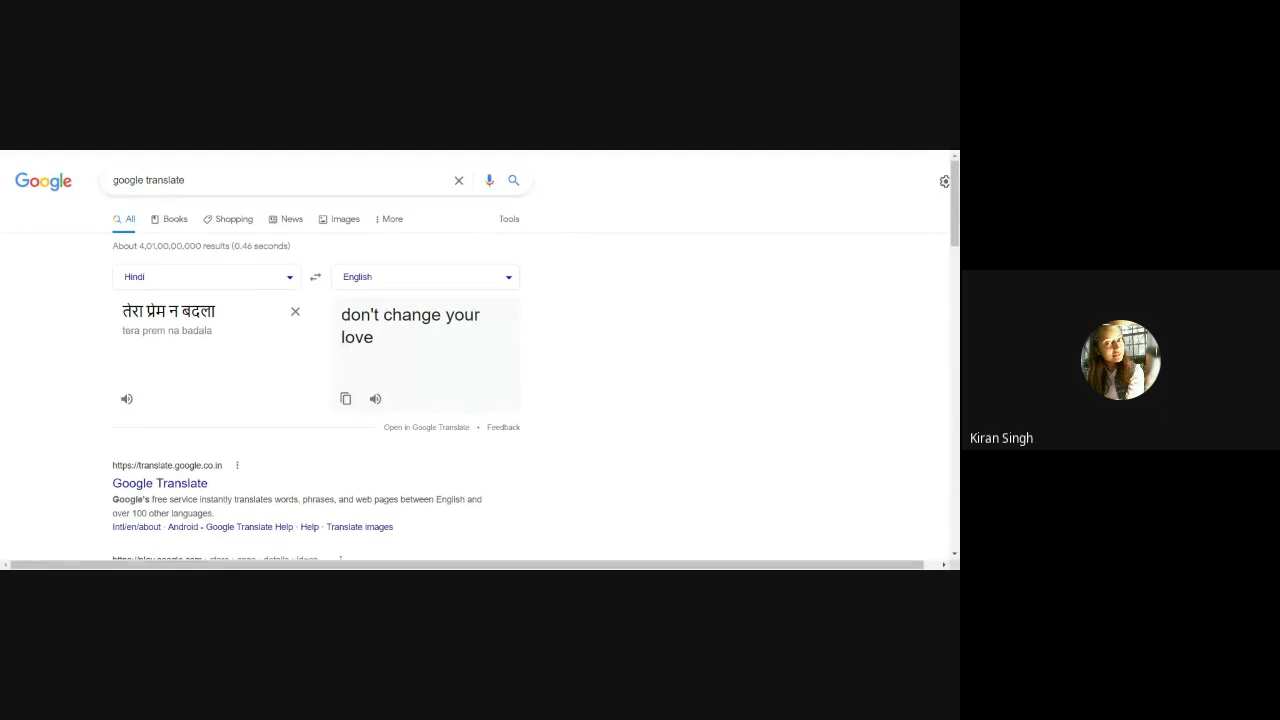 Google
google translate
All Books Shopping News Images More Tools
About 4,01,00,00,000 results (0.46 seconds)
Hindi
English
तेरा प्रेम न बदला
tera prem na badala
don't change your
love
Open in Google Translate • Feedback
https://translate.google.co.in
Google Translate
Google's free service instantly translates words, phrases, and web pages between English and
over 100 other languages.
Intl/en/about · Android - Google Translate Help · Help · Translate images
Kiran Singh